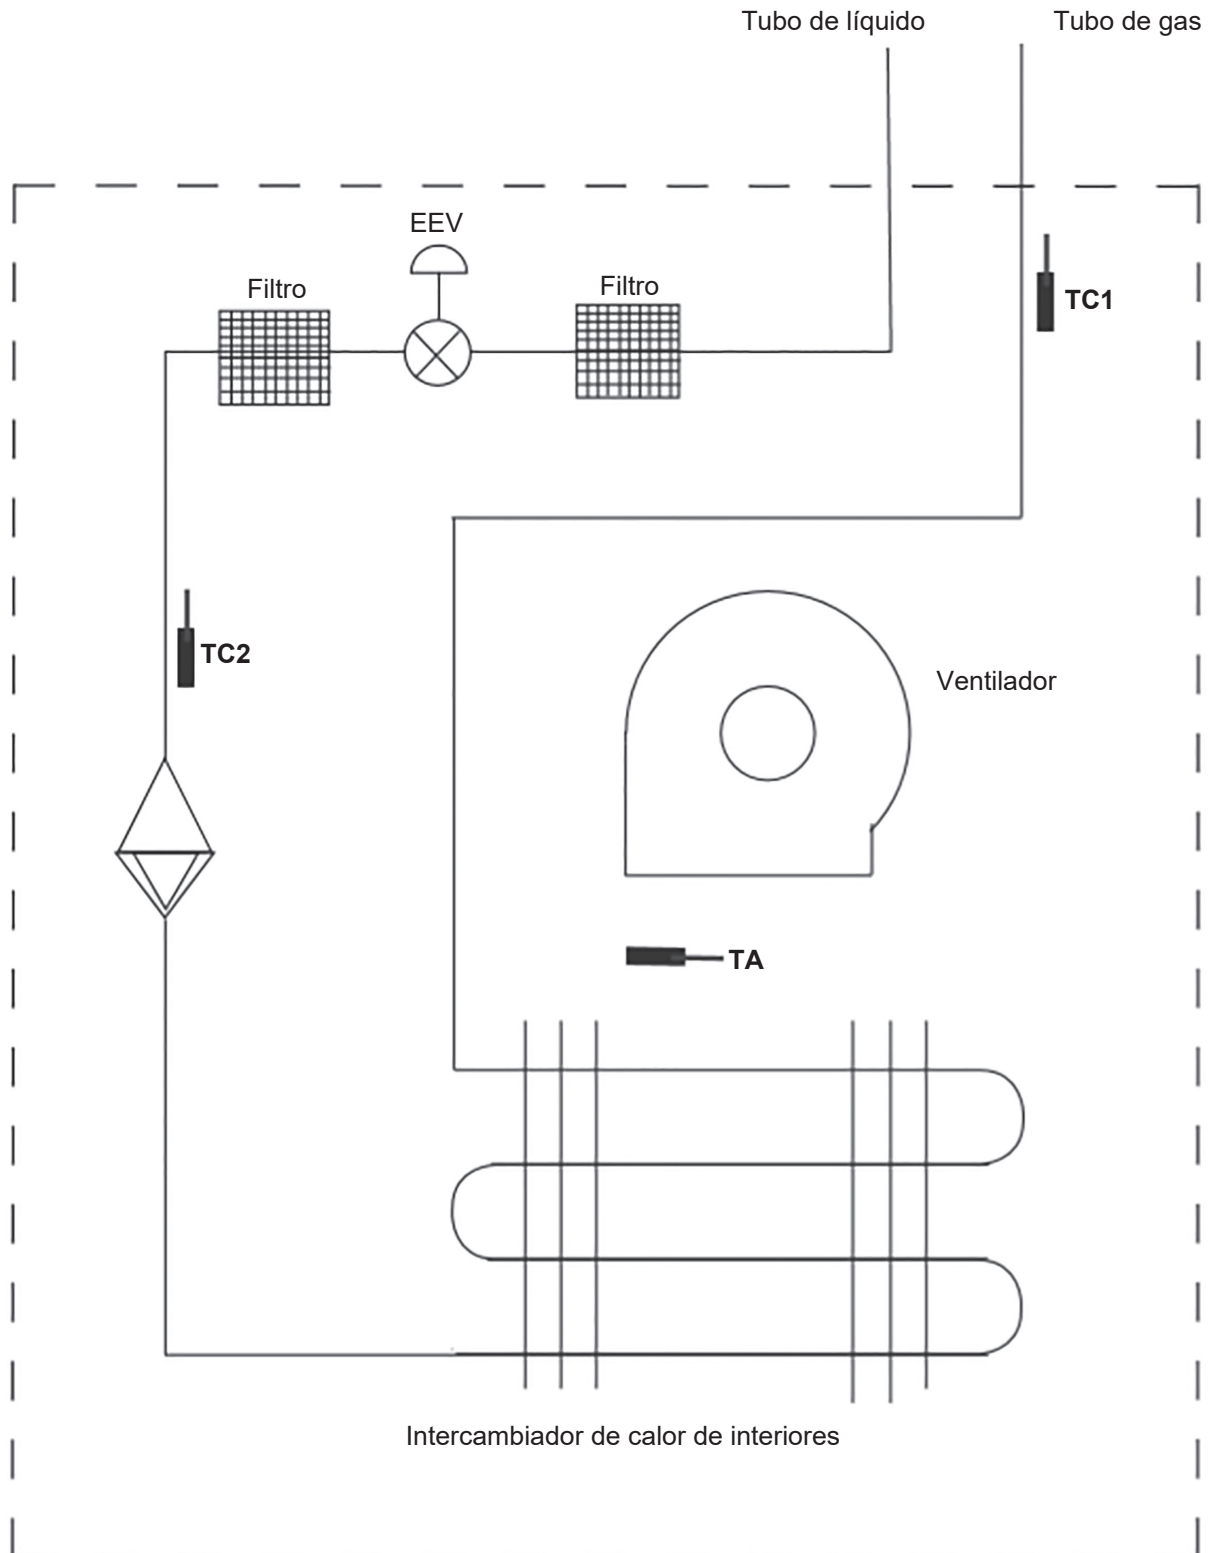 Tubo de líquido
Tubo de gas
EEV
Filtro
Filtro
TC1
TC2
Ventilador
TA
Intercambiador de calor de interiores